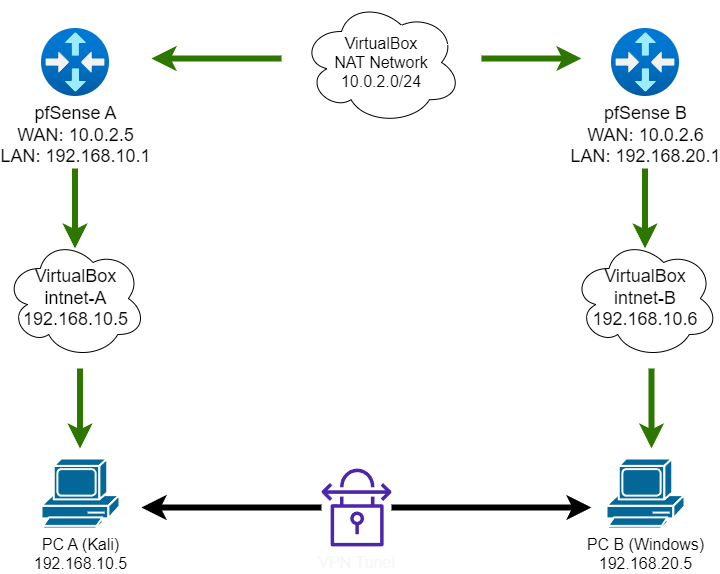 VirtualBox
NAT Network
10.0.2.0/24
pfSense A
WAN: 10.0.2.5
LAN: 192.168.10.1
pfSense B
WAN: 10.0.2.6
LAN: 192.168.20.1
VirtualBox
intnet-A
192.168.10.5
VirtualBox
intnet-B
192.168.10.6
PC A (Kali)
192.168.10.5
VPN Tunel
PC B (Windows)
192.168.20.5